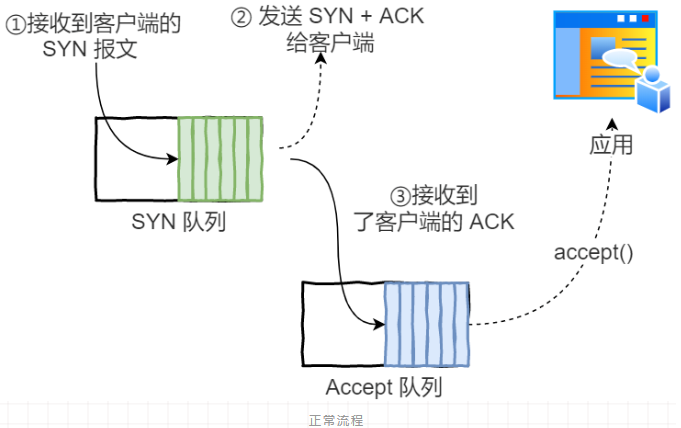 ①接收到客户端的
SYN 报文
② 发送 SYN + ACK
给客户端
应用
SYN 队列
③接收到
了客户端的 ACK
accept()
Accept 队列
正常流程